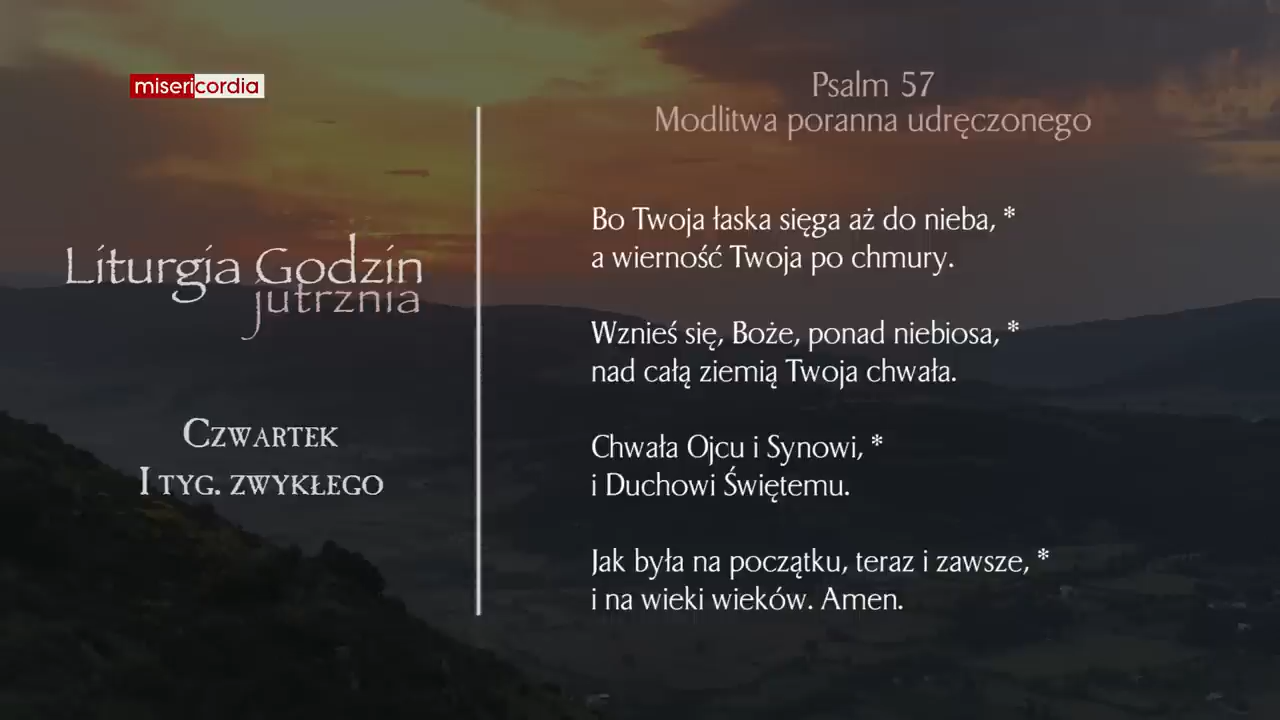 misericordia
Liturgia Godzin
jutrznia
Czwartek
I tyg. zwykłego
Psalm 57
Modlitwa poranna udręczonego
Bo Twoja łaska sięga aż do nieba, *
a wierność Twoja po chmury.
Wznieś się, Boże, ponad niebiosa, *
nad całą ziemią Twoja chwała.
Chwała Ojcu i Synowi, *
i Duchowi Świętemu.
Jak była na początku, teraz i zawsze, *
i na wieki wieków. Amen.